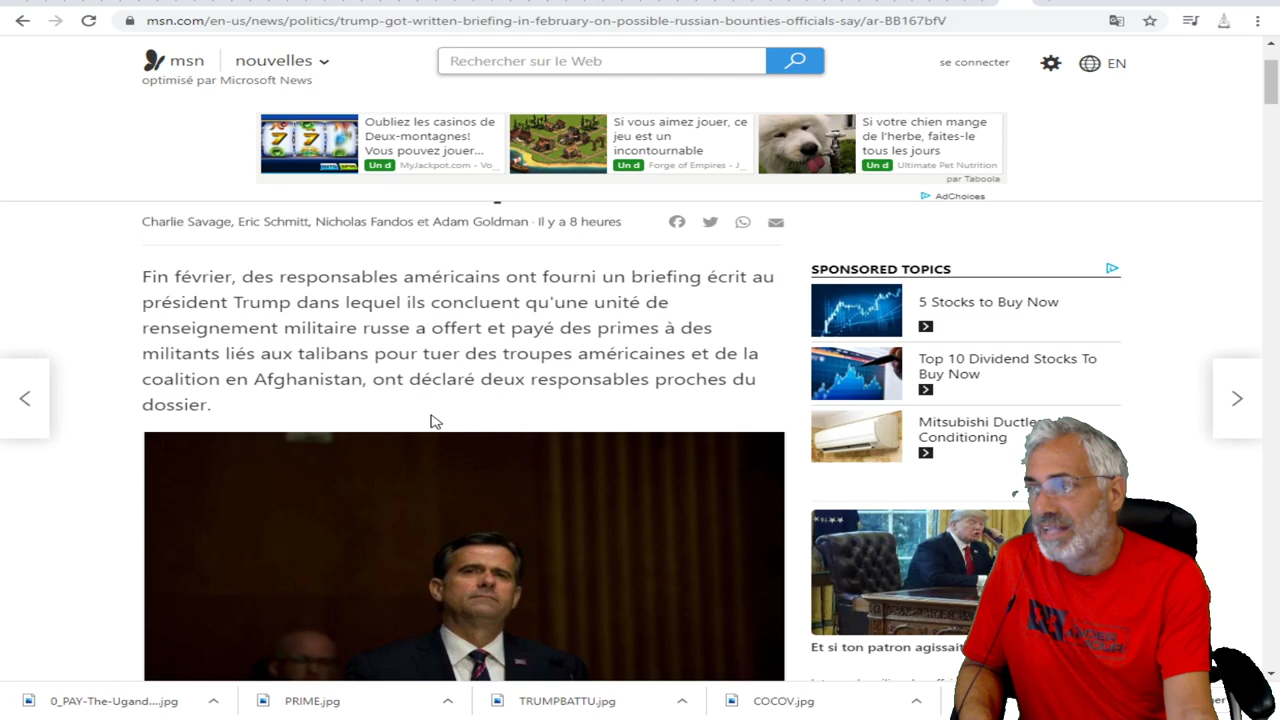 msn.com/en-us/news/politics/trump-got-written-briefing-in-february-on-possible-russian-bounties-officials-say/ar-BB167bfV
msn nouvelles
optimisé par Microsoft News
Rechercher sur le Web
se connecter
EN
Oubliez les casinos de
Deux-montagnes!
Vous pouvez jouer...
Un d MyJackpot.com - Vo_
Si vous aimez jouer, ce
jeu est un
incontournable
Un d Forge of Empires - J_
Si votre chien mange
de l'herbe, faites-le
tous les jours
Un d Ultimate Pet Nutrition
par Taboola
AdChoices
Charlie Savage, Eric Schmitt, Nicholas Fandos et Adam Goldman · Il y a 8 heures
Fin février, des responsables américains ont fourni un briefing écrit au
président Trump dans lequel ils concluent qu'une unité de
renseignement militaire russe a offert et payé des primes à des
militants liés aux talibans pour tuer des troupes américaines et de la
coalition en Afghanistan, ont déclaré deux responsables proches du
dossier.
SPONSORED TOPICS
5 Stocks to Buy Now
Top 10 Dividend Stocks To
Buy Now
Mitsubishi Ductle
Conditioning
Et si ton patron agissait
0_PAY-The-Ugand....jpg
PRIME.jpg
TRUMPBATTU.jpg
COCOV.jpg